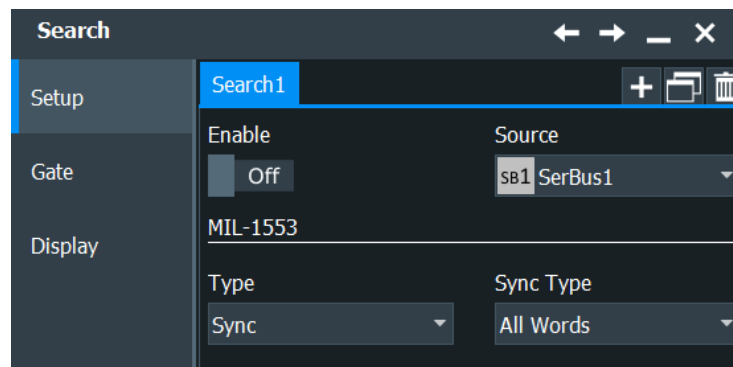 Search
Setup
Gate
Display
Search1
Enable
Source
Off
SB1 SerBus1
MIL-1553
Type
Sync Type
Sync
All Words